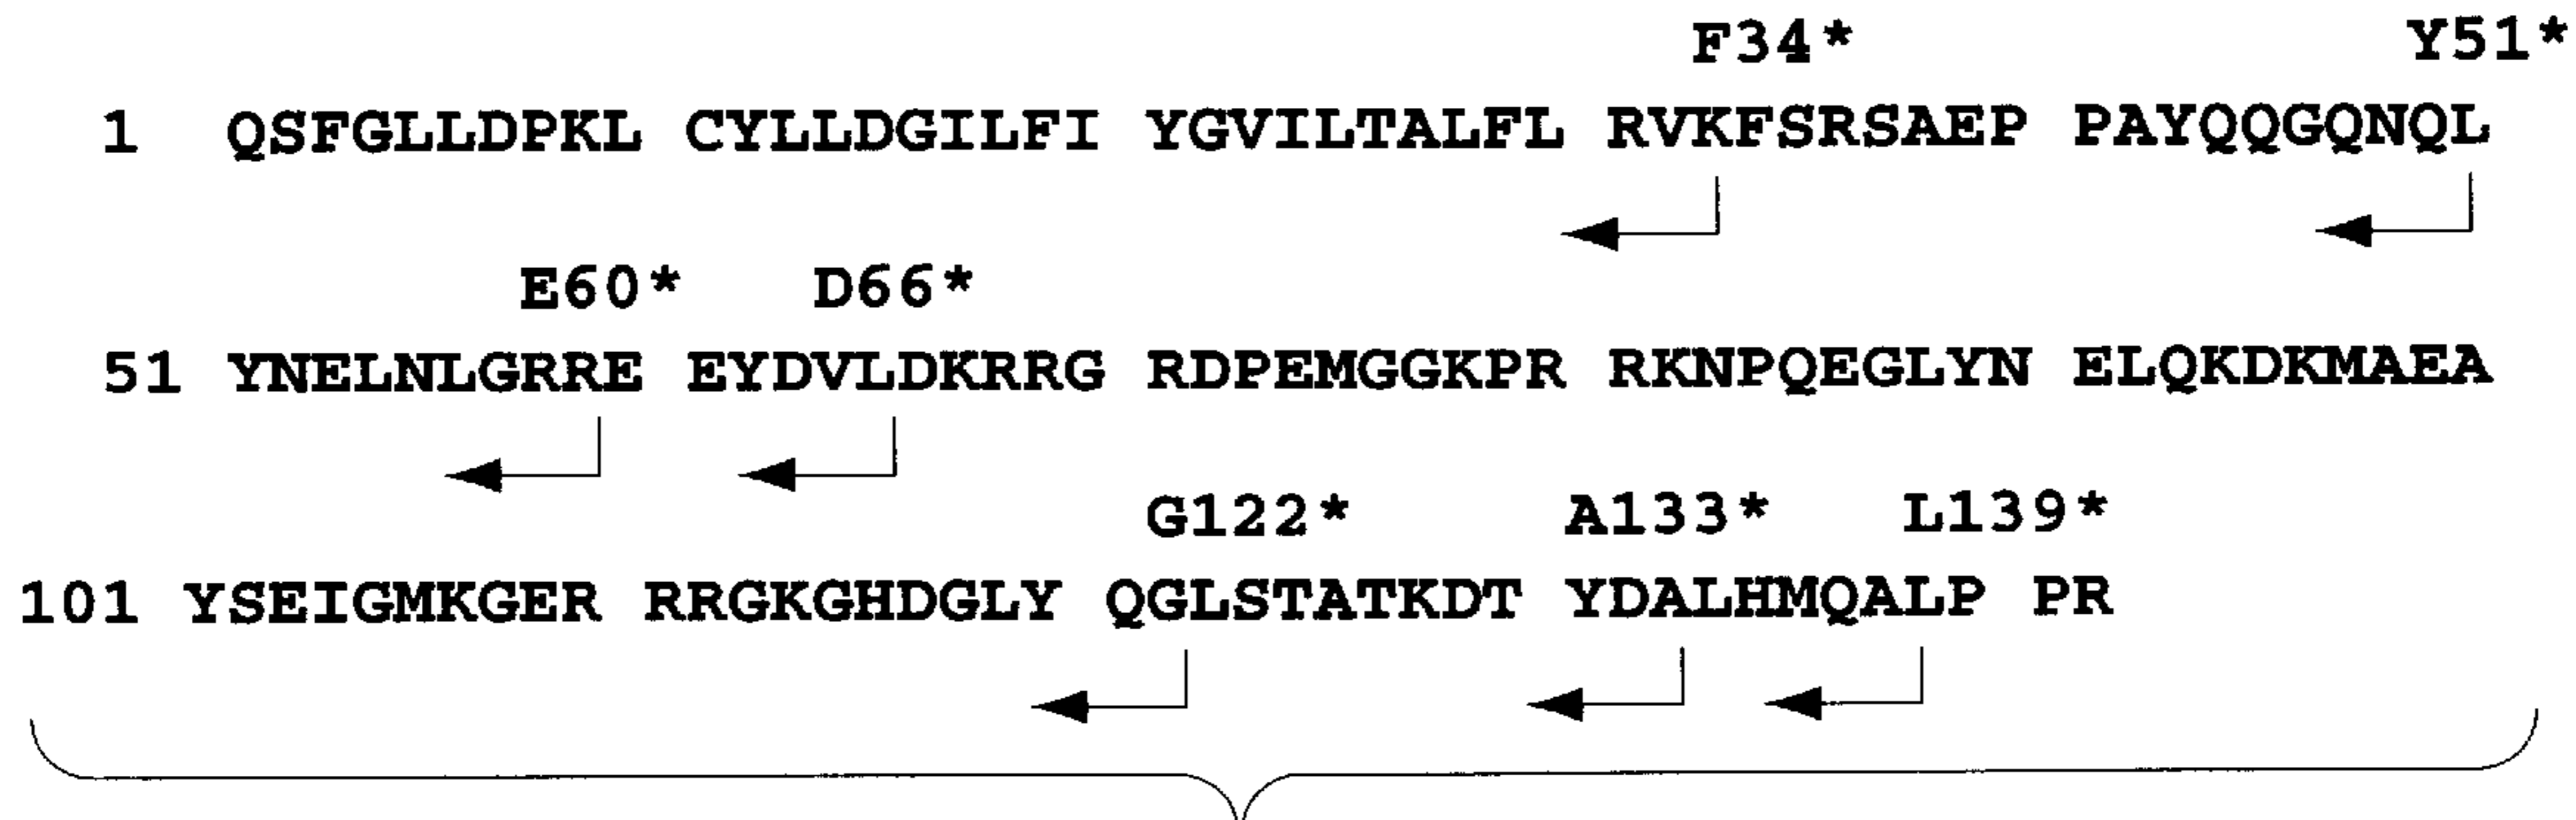 F34* Y51*
1 QSFGLLDPKL CYLLDGILFI YGVILTALFL RVKFSRSAEP PAYQQGQNQL
E60* D66*
51 YNELNLGRRE EYDVLDKRRG RDPEMGGKPR RKNPQEGLYN ELQKDKMAEA
G122* A133* L139*
101 YSEIGMKGER RRGKGHDGLY QGLSTATKDT YDALHMQALP PR